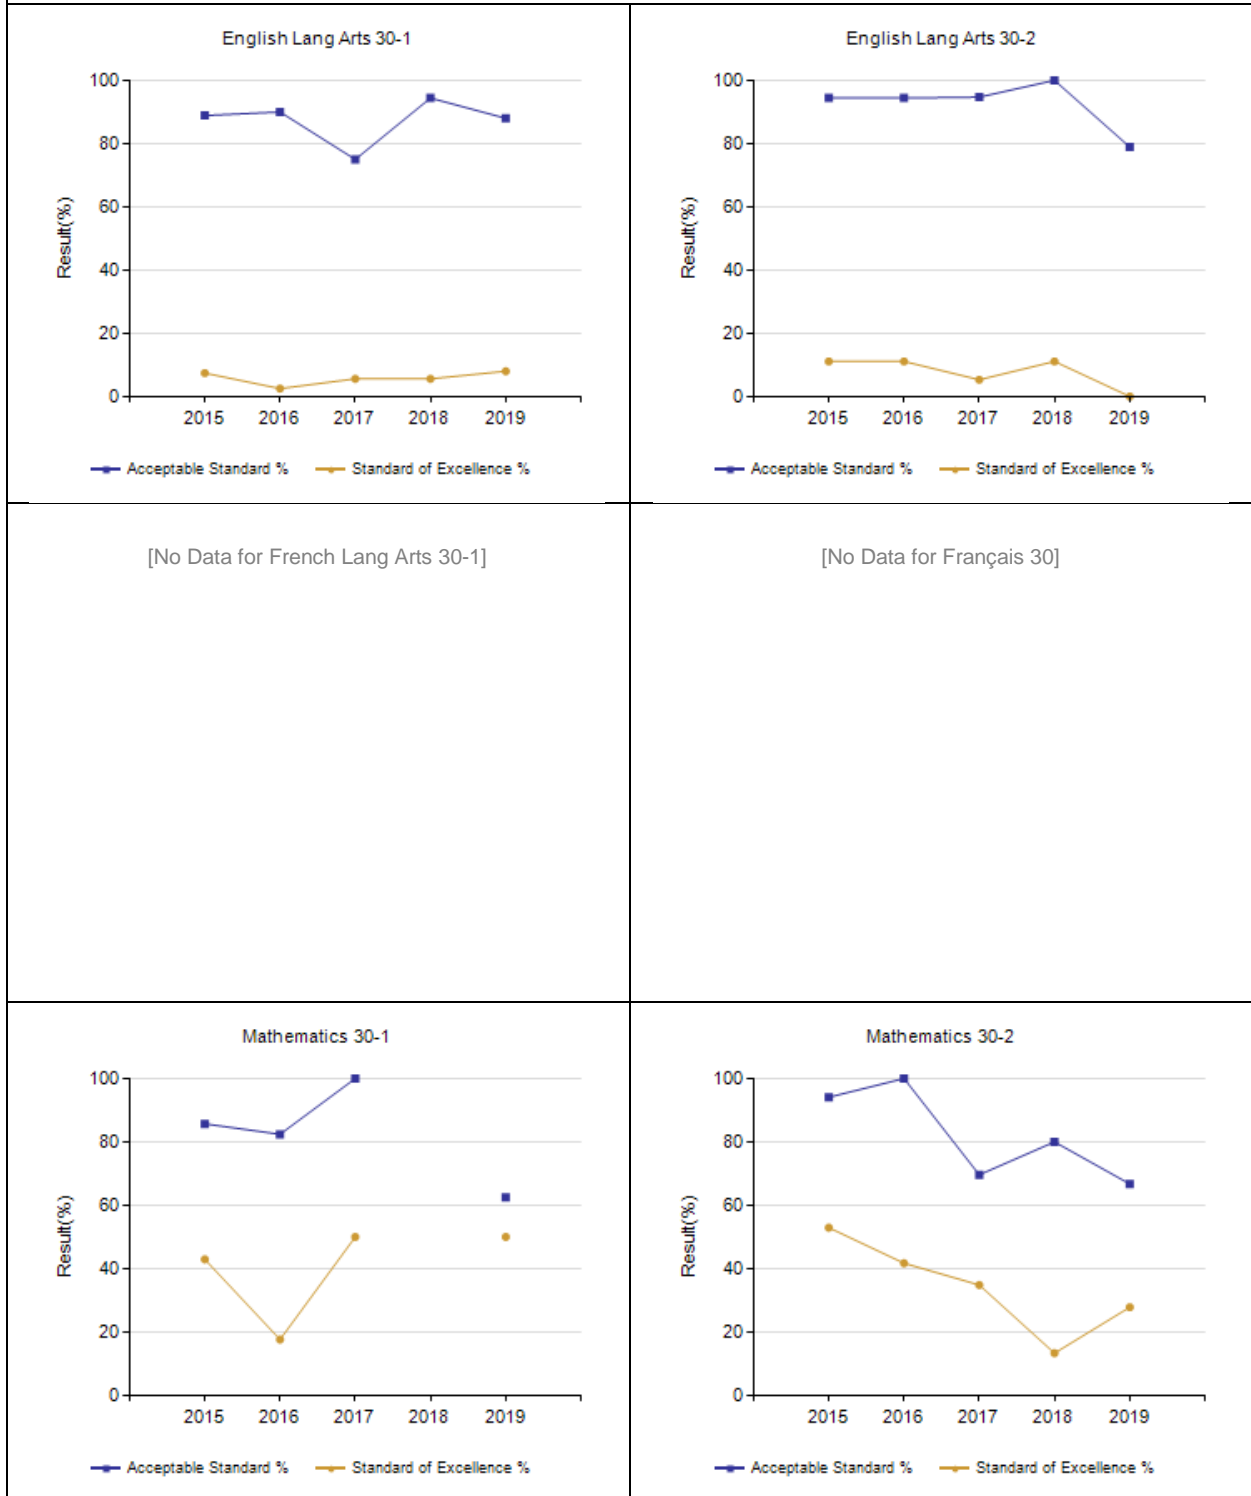 English Lang Arts 30-1
100
80
60
40
20
0
Result(%)
2015 2016 2017 2018 2019
Acceptable Standard % Standard of Excellence %
English Lang Arts 30-2
100
80
60
40
20
0
Result(%)
2015 2016 2017 2018 2019
Acceptable Standard % Standard of Excellence %
[No Data for French Lang Arts 30-1]
[No Data for Français 30]
Mathematics 30-1
100
80
60
40
20
0
Result(%)
2015 2016 2017 2018 2019
Acceptable Standard % Standard of Excellence %
Mathematics 30-2
100
80
60
40
20
0
Result(%)
2015 2016 2017 2018 2019
Acceptable Standard % Standard of Excellence %